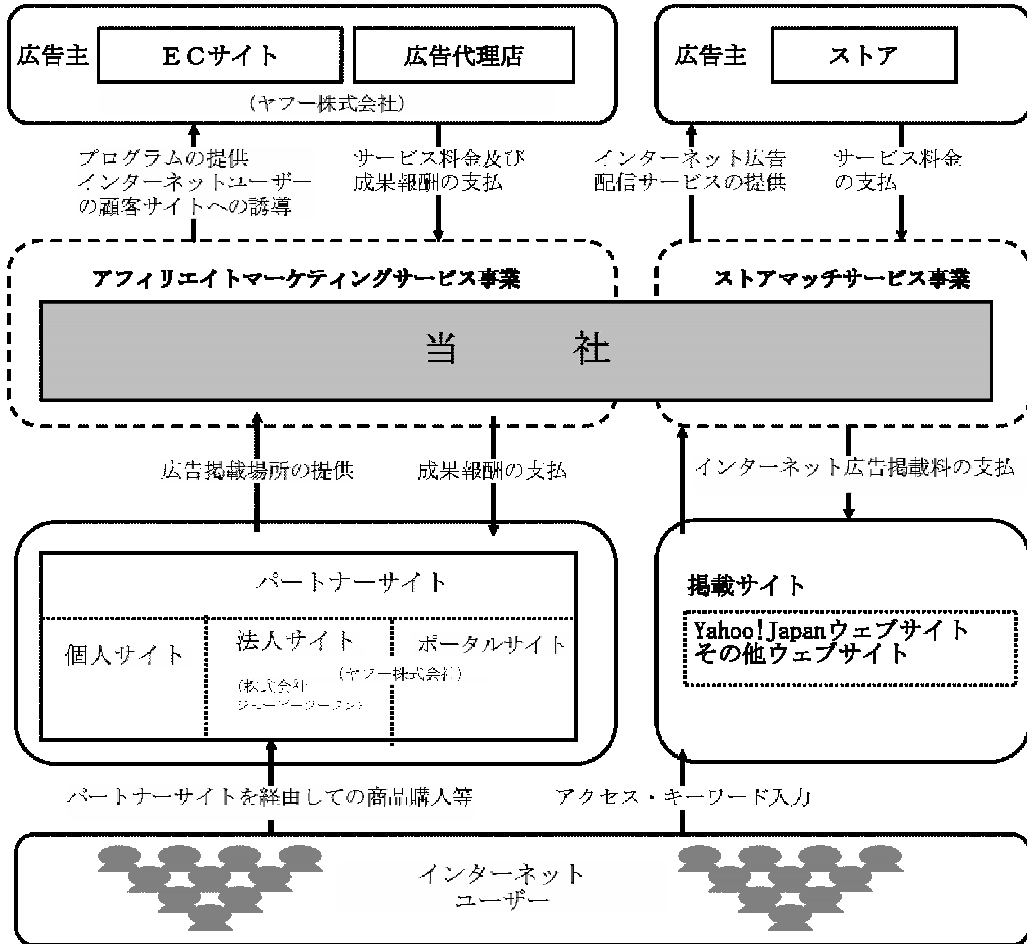 広告主
ECサイト
広告代理店
(ヤフー株式会社)
広告主
ストア
プログラムの提供
インターネットユーザー
の顧客サイトへの誘導
サービス料金及び
成果報酬の支払
インターネット広告
配信サービスの提供
サービス料金
の支払
アフィリエイトマーケティングサービス事業
ストアマッチサービス事業
当 社
広告掲載場所の提供
成果報酬の支払
インターネット広告掲載料の支払
パートナーサイト
個人サイト
法人サイト
ポータルサイト
(ヤフー株式会社)
(株式会社
掲載サイト
Yahoo!Japanウェブサイト
その他ウェブサイト
パートナーサイトを経由しての商品購入等
アクセス・キーワード入力
インターネット
ユーザー